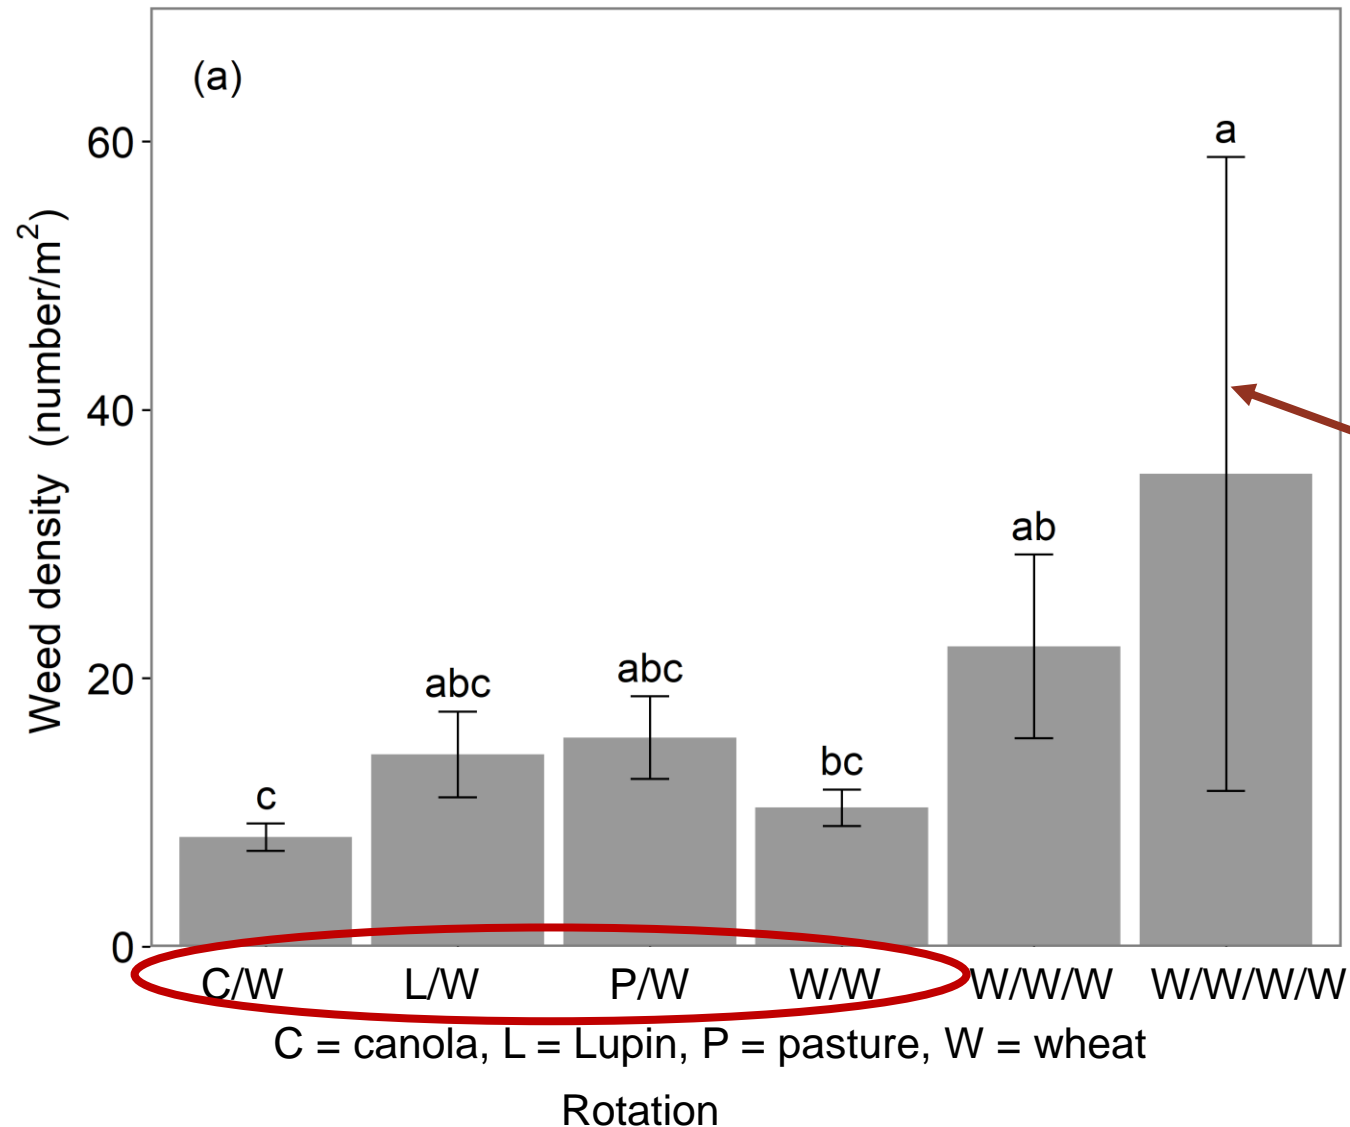 (a)
Weed density (number/m²)
60
40
20
0
c
abc
abc
bc
ab
a
C/W L/W P/W W/W W/W/W W/W/W/W
C = canola, L = Lupin, P = pasture, W = wheat
Rotation